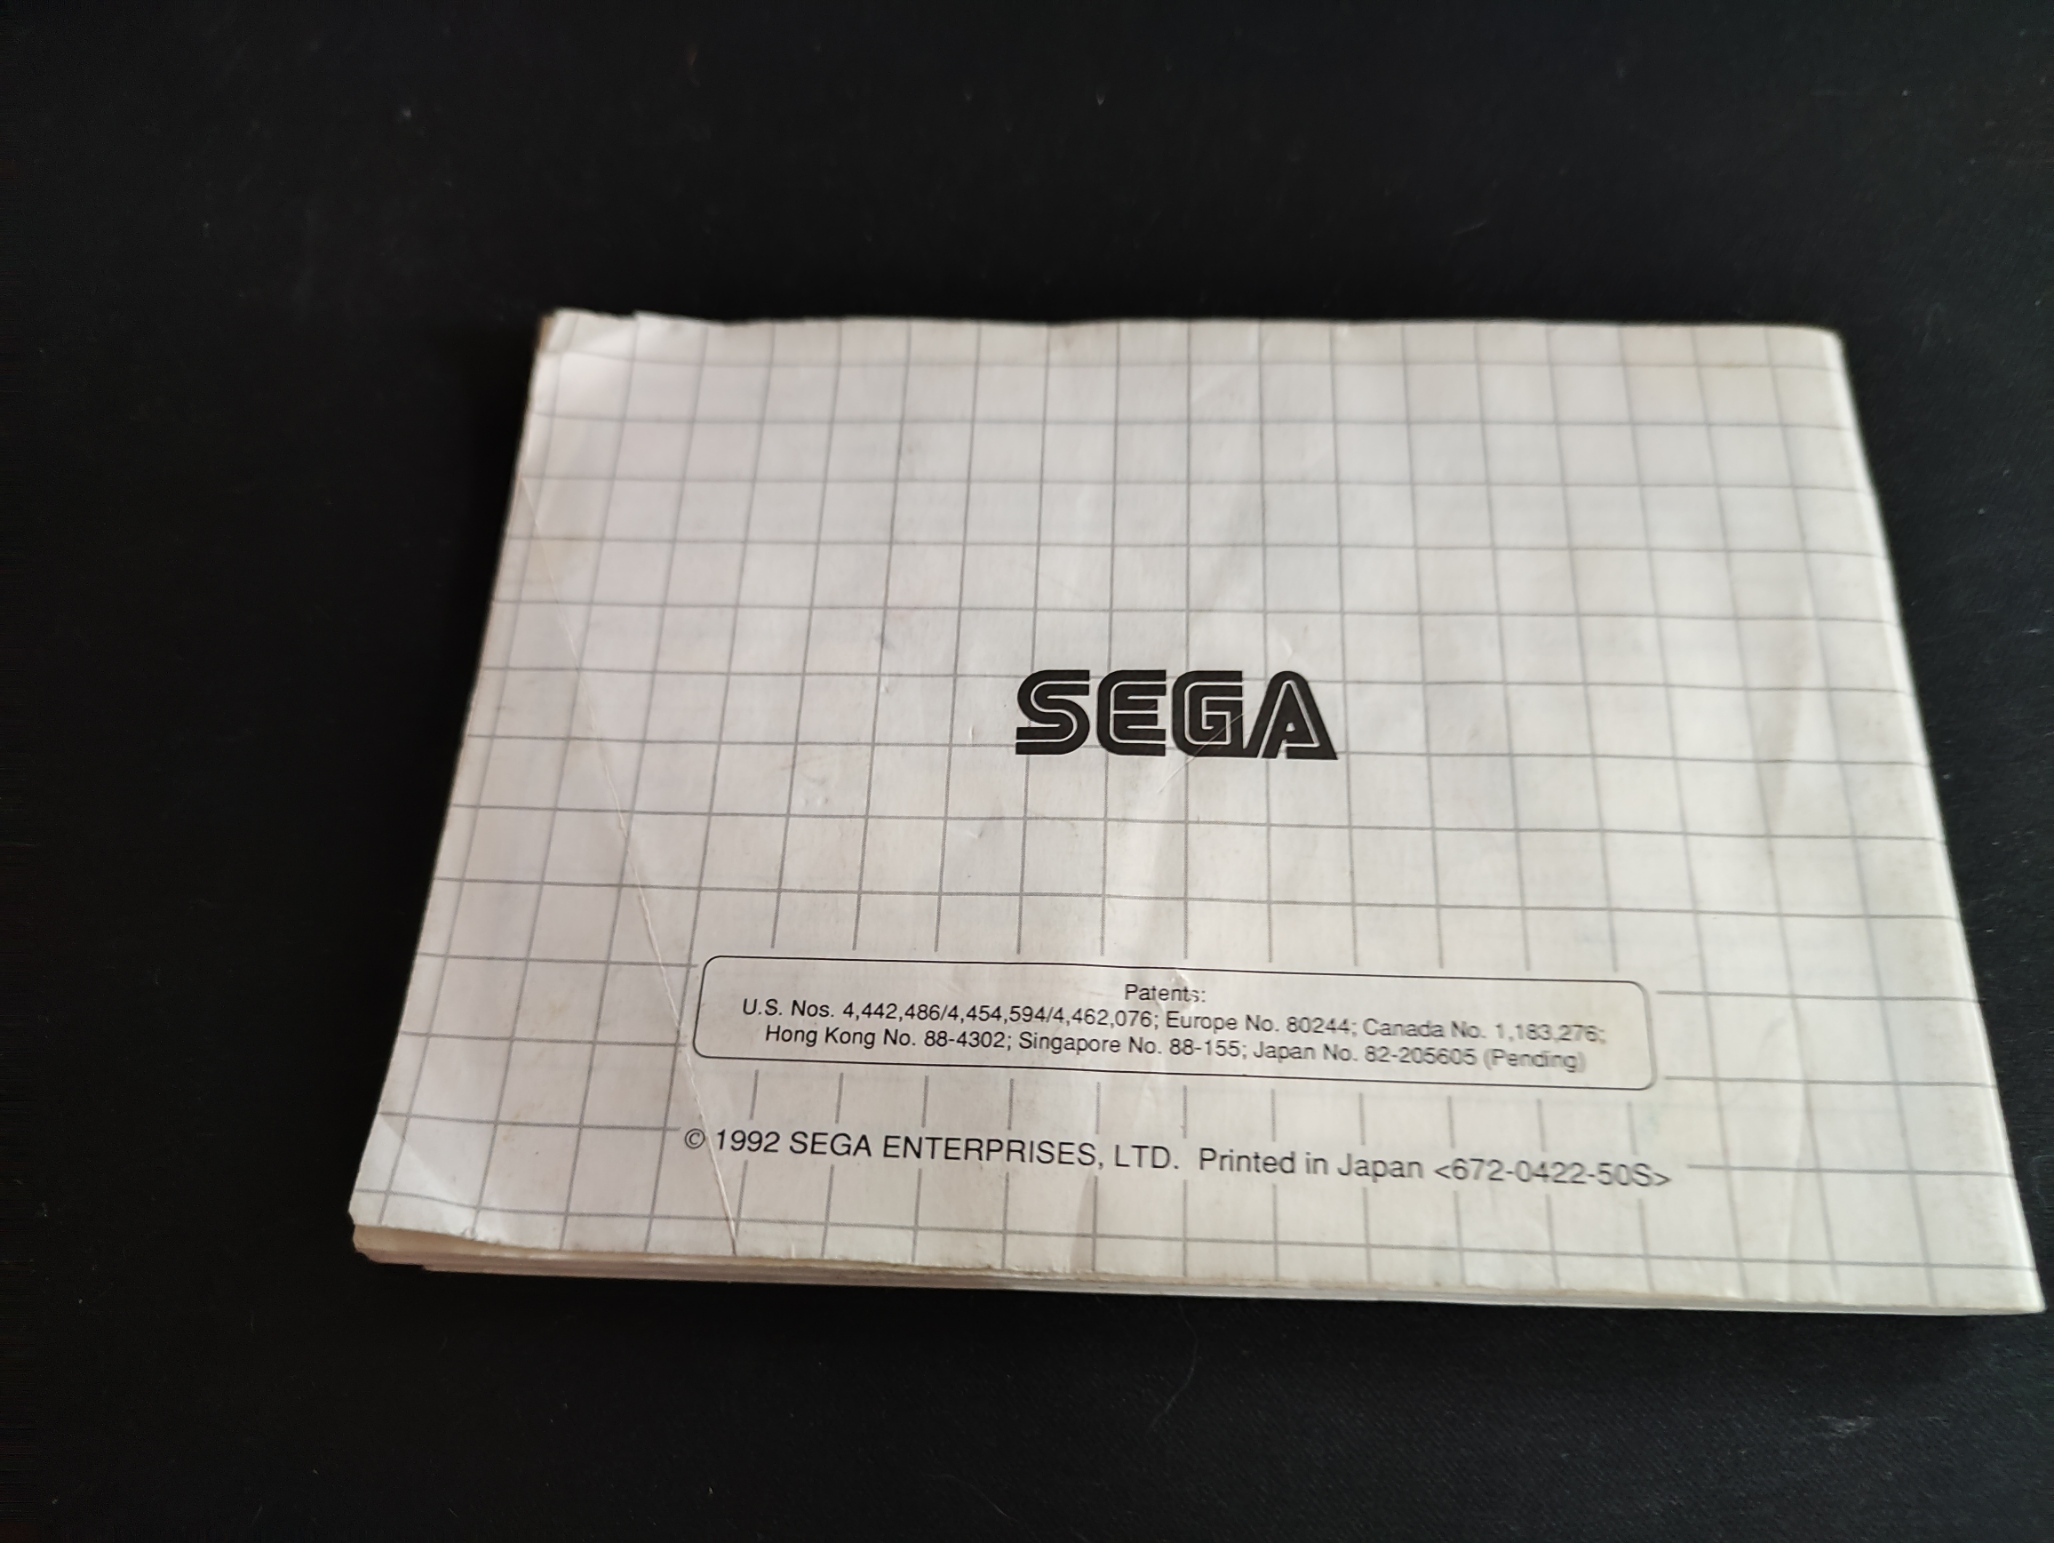 SEGA
Patents:
U.S. Nos. 4,442,486/4,454,594/4,462,076; Europe No. 80244; Canada No. 1,183,276;
Hong Kong No. 88-4302; Singapore No. 88-155; Japan No. 82-205605 (Pending)
© 1992 SEGA ENTERPRISES, LTD. Printed in Japan <672-0422-50S>